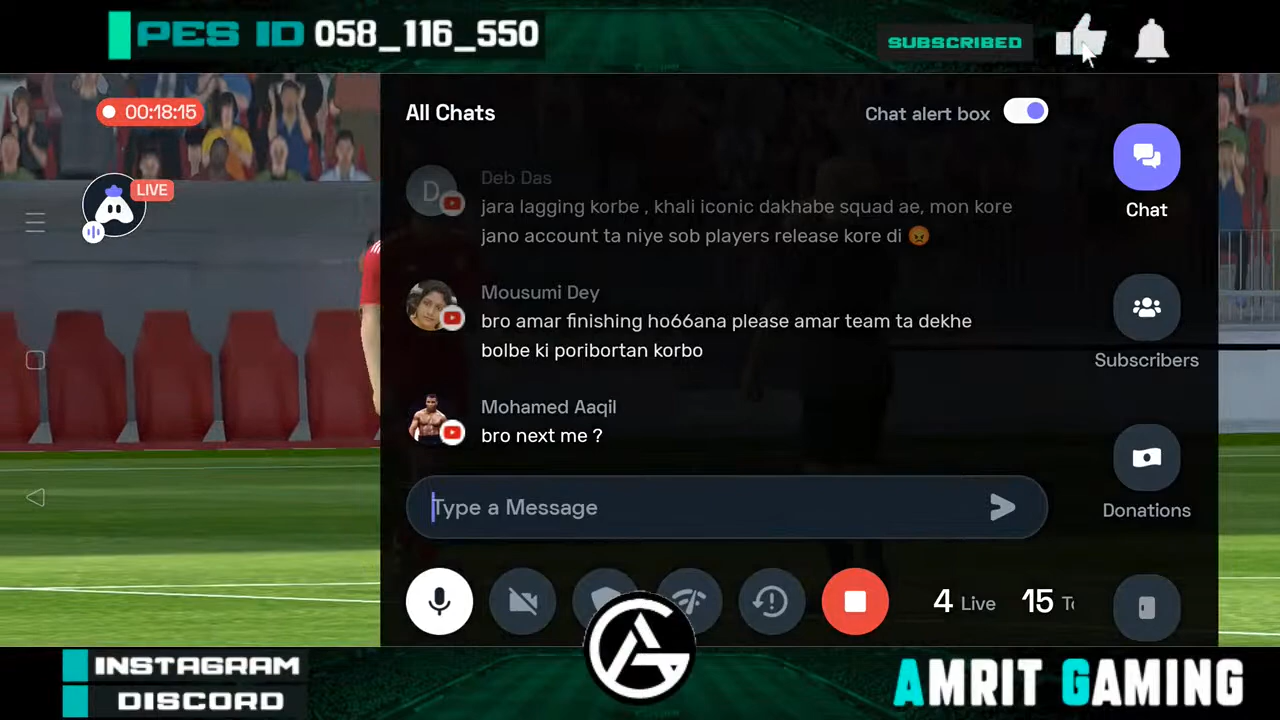 PES ID 058_116_550
SUBSCRIBED
00:18:15
LIVE
All Chats
Chat alert box
Deb Das
jara lagging korbe , khali iconic dakhabe squad ae, mon kore
jano account ta niye sob players release kore di 😡
Mousumi Dey
bro amar finishing ho66ana please amar team ta dekhe
bolbe ki poribortan korbo
Mohamed Aaqil
bro next me ?
Type a Message
Chat
Subscribers
Donations
4 Live 15
INSTAGRAM
DISCORD
AMRIT GAMING